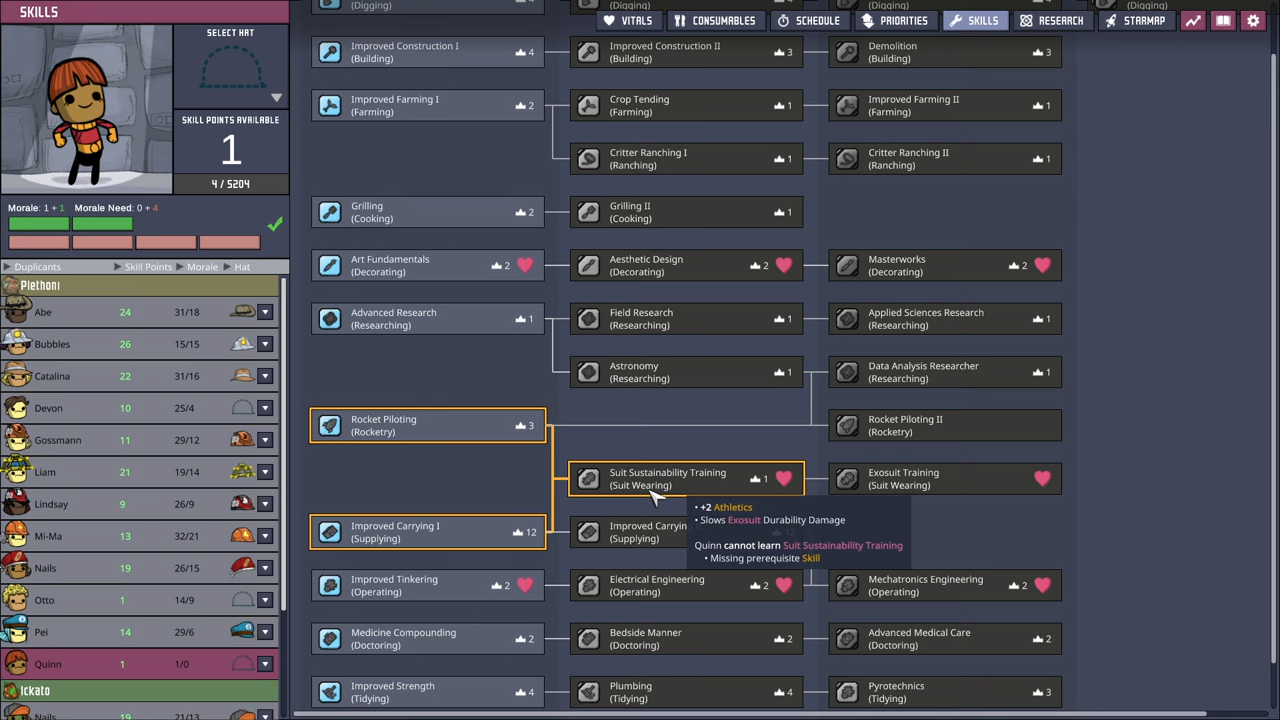 SKILLS
(Digging)
(Digging)
(Digging)
VITALS
CONSUMABLES
SCHEDULE
PRIORITIES
SKILLS
RESEARCH
STARMAP
SELECT HAT
SKILL POINTS AVAILABLE
1
4 / 5204
Morale: 1 + 1 Morale Need: 0 + 4
Duplicants Skill Points Morale Hat
Plethoni
Abe 24 31/18
Bubbles 26 15/15
Catalina 22 31/16
Devon 10 25/4
Gossmann 11 29/12
Liam 21 19/14
Lindsay 9 16/11
Mi-Ma 13 32/21
Nails 19 26/15
Otto 1 14/9
Pei 14 29/6
Quinn 1 1/0
Ickato
Nails 19 21/13
Improved Construction I 4
(Building)
Improved Construction II 3
(Building)
Demolition 3
(Building)
Improved Farming I 2
(Farming)
Crop Tending 1
(Farming)
Improved Farming II 1
(Farming)
Critter Ranching I 1
(Ranching)
Critter Ranching II 1
(Ranching)
Grilling 2
(Cooking)
Grilling II 1
(Cooking)
Art Fundamentals 2
(Decorating)
Aesthetic Design 2
(Decorating)
Masterworks 2
(Decorating)
Advanced Research 1
(Researching)
Field Research 1
(Researching)
Applied Sciences Research 1
(Researching)
Astronomy 1
(Researching)
Data Analysis Researcher 1
(Researching)
Rocket Piloting 3
(Rocketry)
Rocket Piloting II
(Rocketry)
Suit Sustainability Training 1
(Suit Wearing)
Exosuit Training
(Suit Wearing)
• +2 Athletics
• Slows Exosuit Durability Damage
Quinn cannot learn Suit Sustainability Training
• Missing prerequisite Skill
Improved Carrying I 12
(Supplying)
Improved Carryin
(Supplying)
Improved Tinkering 2
(Operating)
Electrical Engineering 2
(Operating)
Mechatronics Engineering 2
(Operating)
Medicine Compounding 2
(Doctoring)
Bedside Manner 2
(Doctoring)
Advanced Medical Care 2
(Doctoring)
Improved Strength 4
(Tidying)
Plumbing 4
(Tidying)
Pyrotechnics 3
(Tidying)